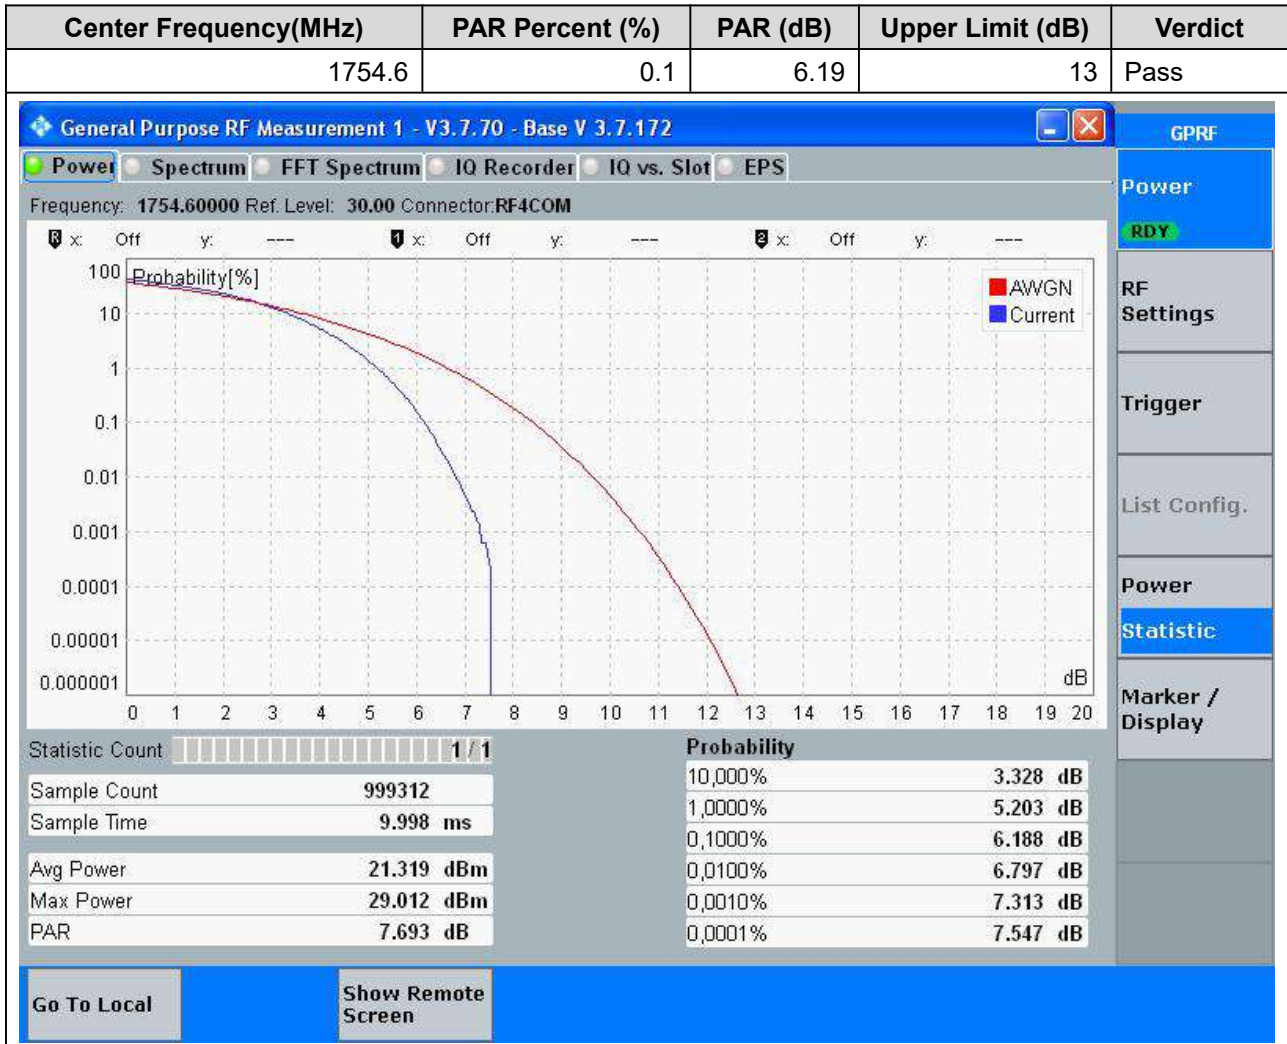 Center Frequency(MHz) PAR Percent (%) PAR (dB) Upper Limit (dB) Verdict
1754.6 0.1 6.19 13 Pass
General Purpose RF Measurement 1 - V3.7.70 - Base V 3.7.172
GPRF
Power Spectrum FFT Spectrum IQ Recorder IQ vs. Slot EPS
Frequency: 1754.60000 Ref. Level: 30.00 Connector:RF4COM
R x: Off y: --- 1 x: Off y: --- 2 x: Off y: ---
Probability[%]
AWGN
Current
100
10
1
0.1
0.01
0.001
0.0001
0.00001
0.000001
dB
0 1 2 3 4 5 6 7 8 9 10 11 12 13 14 15 16 17 18 19 20
Statistic Count 1 / 1
Sample Count 999312
Sample Time 9.998 ms
Avg Power 21.319 dBm
Max Power 29.012 dBm
PAR 7.693 dB
Probability
10,000% 3.328 dB
1,0000% 5.203 dB
0,1000% 6.188 dB
0,0100% 6.797 dB
0,0010% 7.313 dB
0,0001% 7.547 dB
Power
RDY
RF
Settings
Trigger
List Config.
Power
Statistic
Marker /
Display
Go To Local
Show Remote
Screen